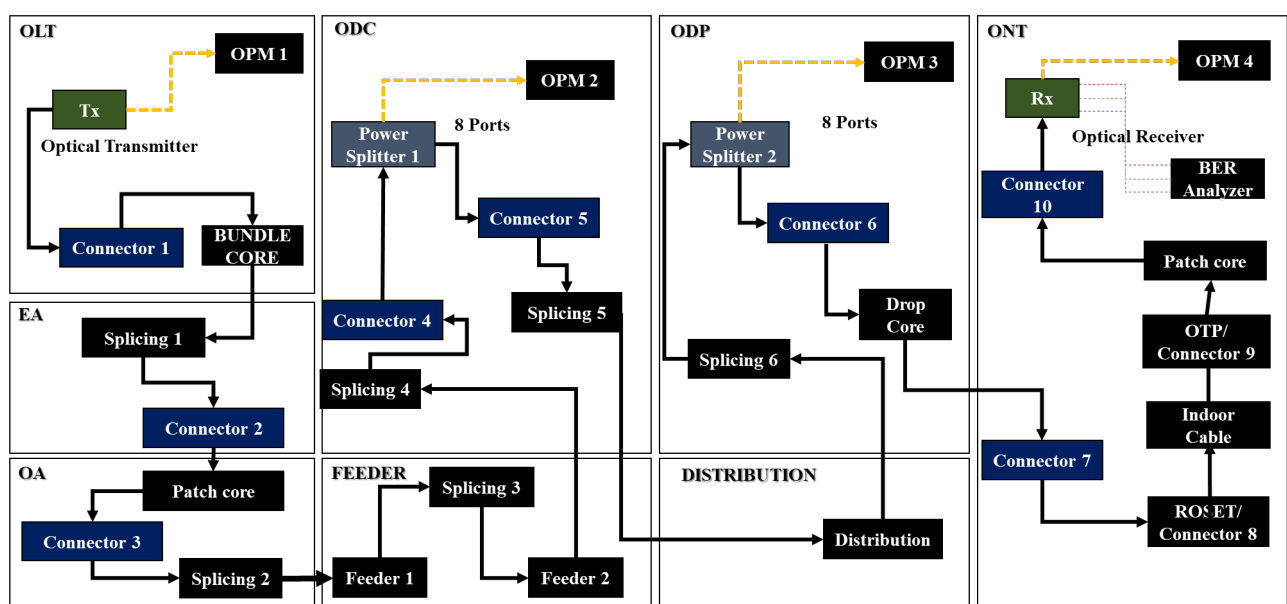 OLT
OPM 1
Tx
Optical Transmitter
Connector 1
BUNDLE
CORE
EA
Splicing 1
Connector 2
OA
Patch core
Connector 3
Splicing 2
ODC
OPM 2
8 Ports
Power
Splitter 1
Connector 5
Connector 4
Splicing 5
Splicing 4
FEEDER
Splicing 3
Feeder 1
Feeder 2
ODP
OPM 3
8 Ports
Power
Splitter 2
Connector 6
Drop
Core
Splicing 6
DISTRIBUTION
Distribution
ONT
OPM 4
Rx
Optical Receiver
BER
Analyzer
Connector
10
Patch core
OTP/
Connector 9
Indoor
Cable
Connector 7
ROSET/
Connector 8